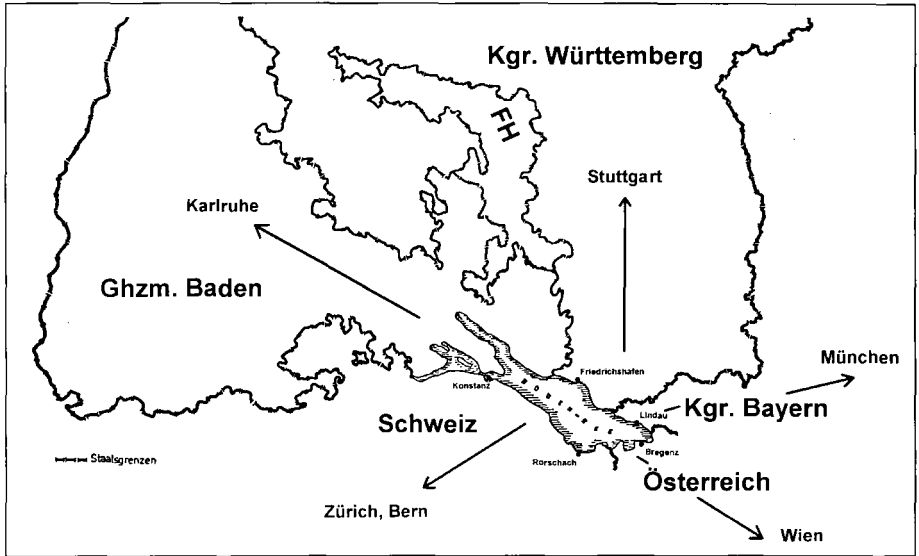 Kgr. Württemberg
FH
Stuttgart
Karlruhe
Ghzm. Baden
München
Friedrichshafen
Konstanz
Lindau
Kgr. Bayern
Schweiz
Bregenz
Rorschach
Staatsgrenzen
Österreich
Zürich, Bern
Wien